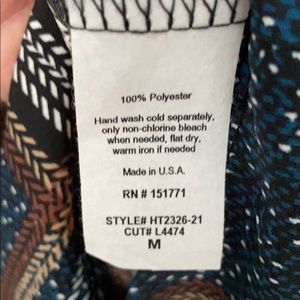 100% Polyester
Hand wash cold separately,
only non-chlorine bleach
when needed, flat dry,
warm iron if needed
Made in U.S.A.
RN # 151771
STYLE# HT2326-21
CUT# L4474
M